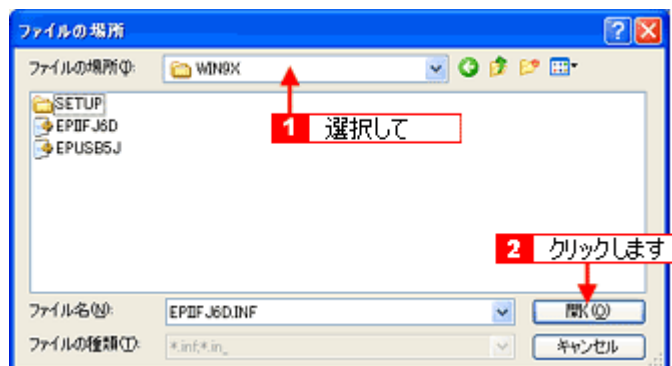 ファイルの場所
ファイルの場所(I):
WIN9X
SETUP
EPIIFJ6D
EPUSB5J
1 選択して
2 クリックします
ファイル名(N):
EPIIFJ6D.INF
開く(O)
ファイルの種類(T):
*.inf;*.in_
キャンセル